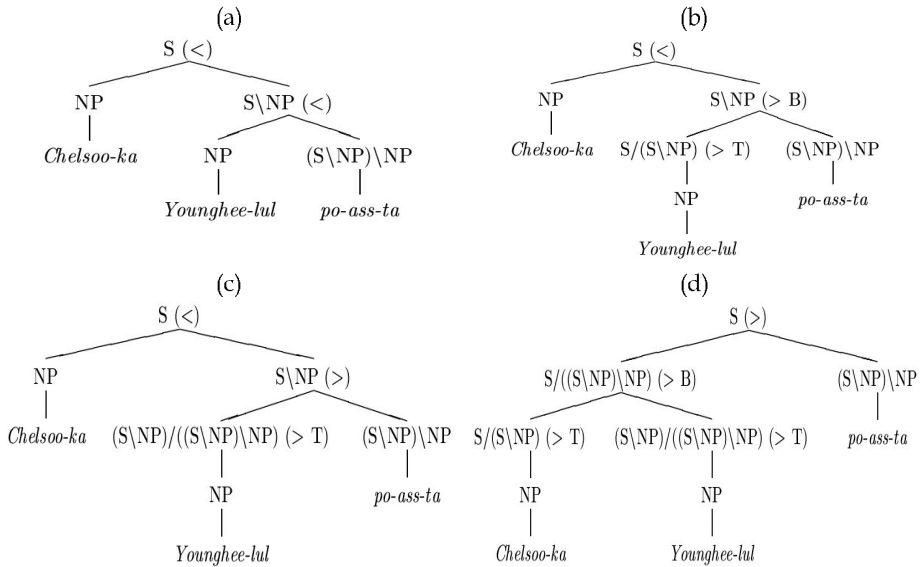 (a)
S (<)
NP
S\NP (<)
Chelsoo-ka
NP
(S\NP)\NP
Younghee-lul
po-ass-ta
(b)
S (<)
NP
S\NP (> B)
Chelsoo-ka
S/(S\NP) (> T)
(S\NP)\NP
NP
po-ass-ta
Younghee-lul
(c)
S (<)
NP
S\NP (>)
Chelsoo-ka
(S\NP)/((S\NP)\NP) (> T)
(S\NP)\NP
NP
po-ass-ta
Younghee-lul
(d)
S (>)
S/((S\NP)\NP) (> B)
(S\NP)\NP
S/(S\NP) (> T)
(S\NP)/((S\NP)\NP) (> T)
po-ass-ta
NP
NP
Chelsoo-ka
Younghee-lul